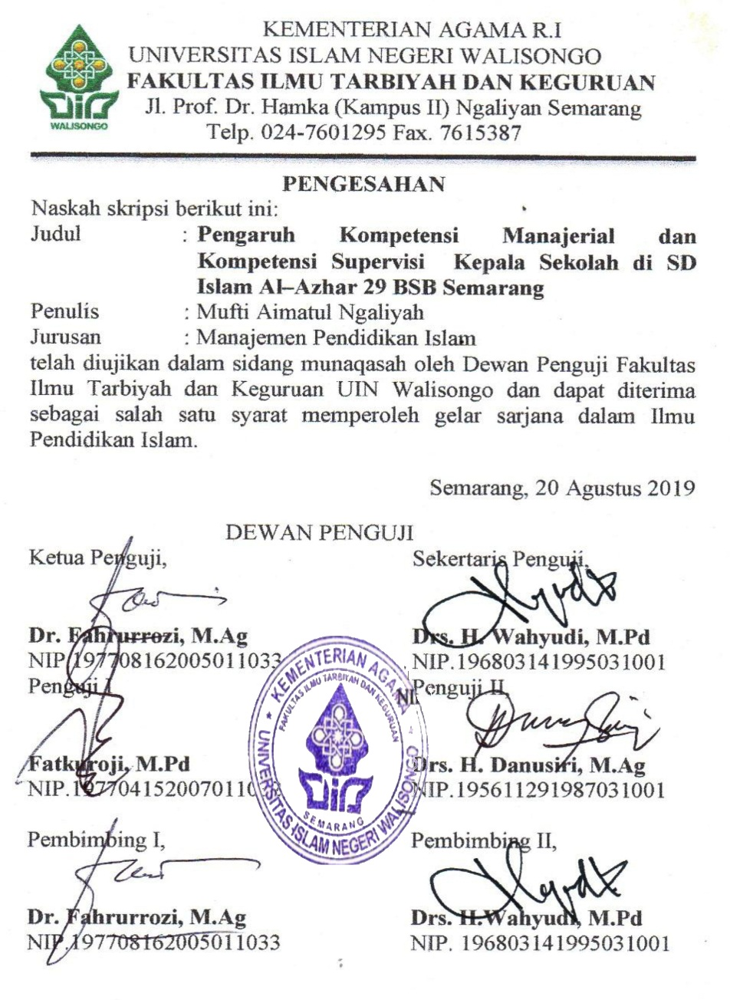 KEMENTERIAN AGAMA R.I
UNIVERSITAS ISLAM NEGERI WALISONGO
FAKULTAS ILMU TARBIYAH DAN KEGURUAN
Jl. Prof. Dr. Hamka (Kampus II) Ngaliyan Semarang
Telp. 024-7601295 Fax. 7615387
WALISONGO
PENGESAHAN
Naskah skripsi berikut ini:
Judul : Pengaruh Kompetensi Manajerial dan
Kompetensi Supervisi Kepala Sekolah di SD
Islam Al–Azhar 29 BSB Semarang
Penulis : Mufti Aimatul Ngaliyah
Jurusan : Manajemen Pendidikan Islam
telah diujikan dalam sidang munaqasah oleh Dewan Penguji Fakultas
Ilmu Tarbiyah dan Keguruan UIN Walisongo dan dapat diterima
sebagai salah satu syarat memperoleh gelar sarjana dalam Ilmu
Pendidikan Islam.
Semarang, 20 Agustus 2019
DEWAN PENGUJI
Ketua Penguji, Sekertaris Penguji,
Dr. Fahrurrozi, M.Ag Drs. H. Wahyudi, M.Pd
NIP.197708162005011033 NIP.196803141995031001
Penguji I Penguji II
Fatkuroji, M.Pd Drs. H. Danusiri, M.Ag
NIP.195611291987031001
KEMENTERIAN AGAMA
FAKULTAS ILMU TARBIYAH DAN KEGURUAN
SEMARANG
UNIVERSITAS ISLAM NEGERI WALISONGO
Pembimbing I, Pembimbing II,
Dr. Fahrurrozi, M.Ag Drs. H.Wahyudi, M.Pd
NIP.197708162005011033 NIP. 196803141995031001